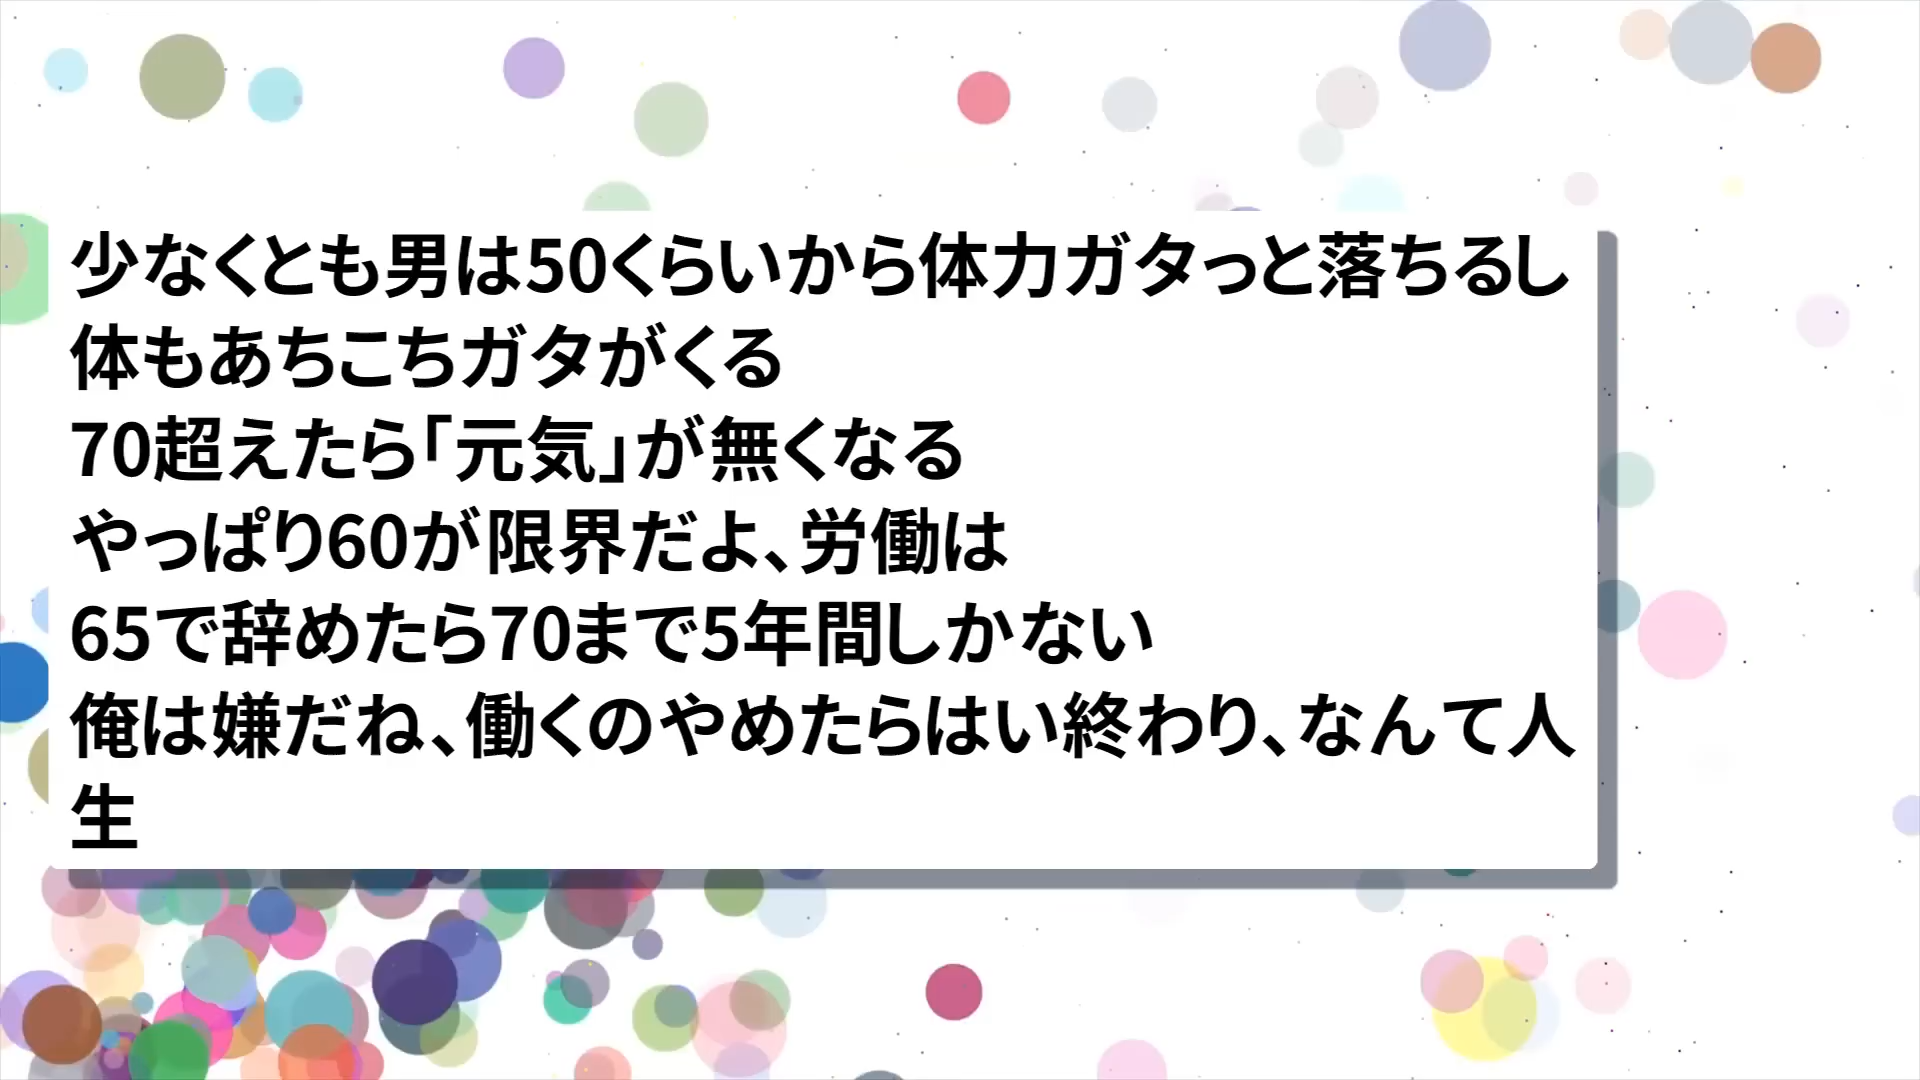 少なくとも男は50くらいから体力ガタっと落ちるし
体もあちこちガタがくる
70超えたら「元気」が無くなる
やっぱり60が限界だよ、労働は
65で辞めたら70まで5年間しかない
俺は嫌だね、働くのやめたらはい終わり、なんて人
生